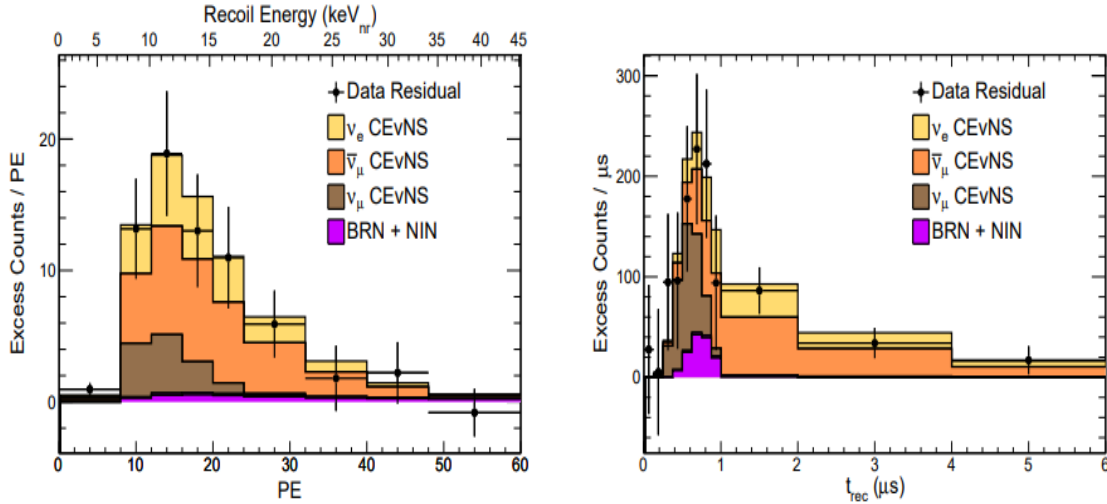 Recoil Energy (keVnr)
0 5 10 15 20 25 30 35 40 45
Data Residual
νe CEvNS
ν̄μ CEvNS
νμ CEvNS
BRN + NIN
Excess Counts / PE
20
10
0
0 10 20 30 40 50 60
PE
Data Residual
νe CEvNS
ν̄μ CEvNS
νμ CEvNS
BRN + NIN
Excess Counts / μs
300
200
100
0
0 1 2 3 4 5 6
trec (μs)